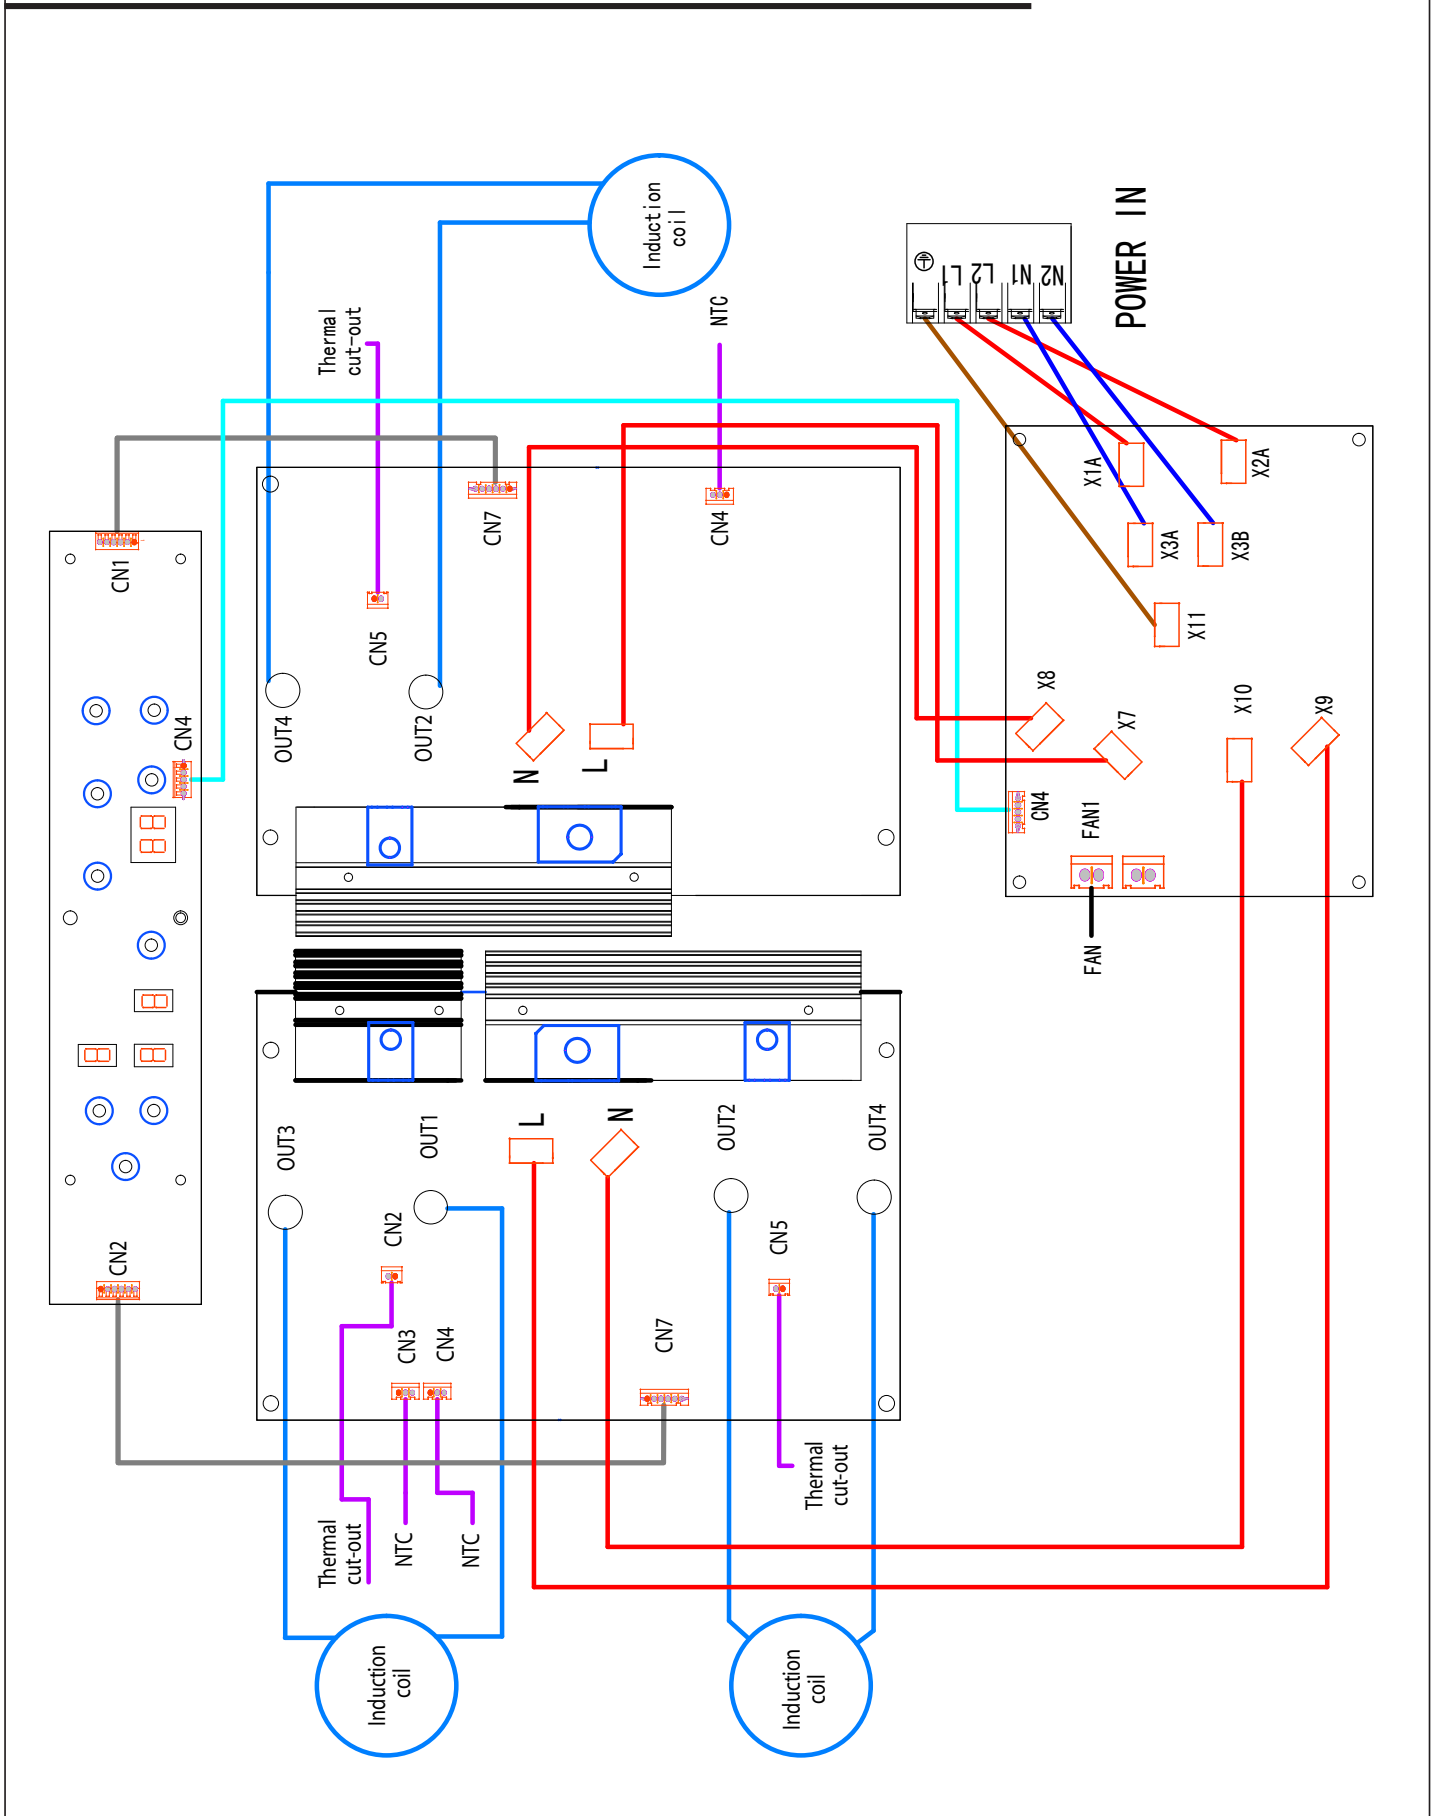 Induction
coil
Thermal
cut-out
NTC
POWER IN
L1
L2
N1
N2
CN1
CN7
CN4
CN5
OUT4
OUT2
N
L
CN4
X1A
X2A
X3A
X3B
X11
X8
X7
X10
X9
CN4
FAN1
FAN
OUT3
OUT1
L
N
OUT2
OUT4
CN2
CN2
CN3
CN4
CN7
CN5
Thermal
cut-out
NTC
NTC
Thermal
cut-out
Induction
coil
Induction
coil